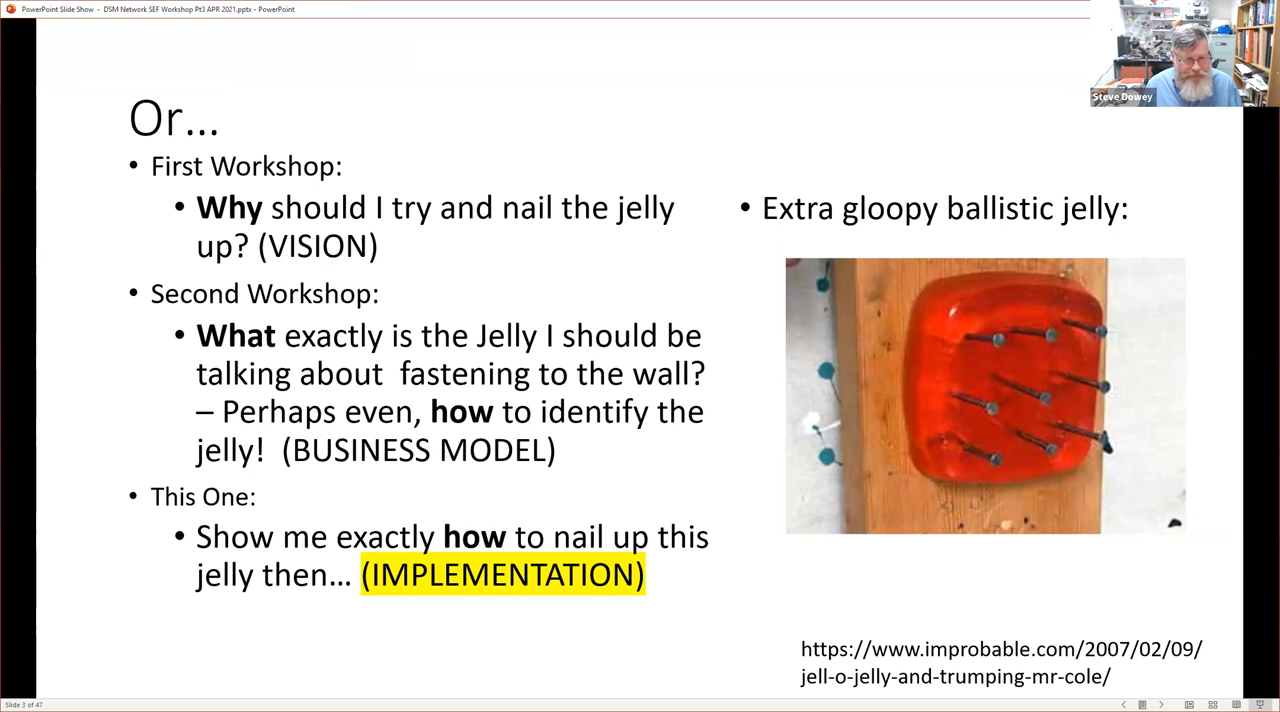 PowerPoint Slide Show - DSM Network SEF Workshop Pt3 APR 2021.pptx - PowerPoint
Steve Dowey
Or...
• First Workshop:
• Why should I try and nail the jelly
up? (VISION)
• Second Workshop:
• What exactly is the Jelly I should be
talking about fastening to the wall?
– Perhaps even, how to identify the
jelly! (BUSINESS MODEL)
• This One:
• Show me exactly how to nail up this
jelly then... (IMPLEMENTATION)
• Extra gloopy ballistic jelly:
https://www.improbable.com/2007/02/09/
jell-o-jelly-and-trumping-mr-cole/
Slide 3 of 47